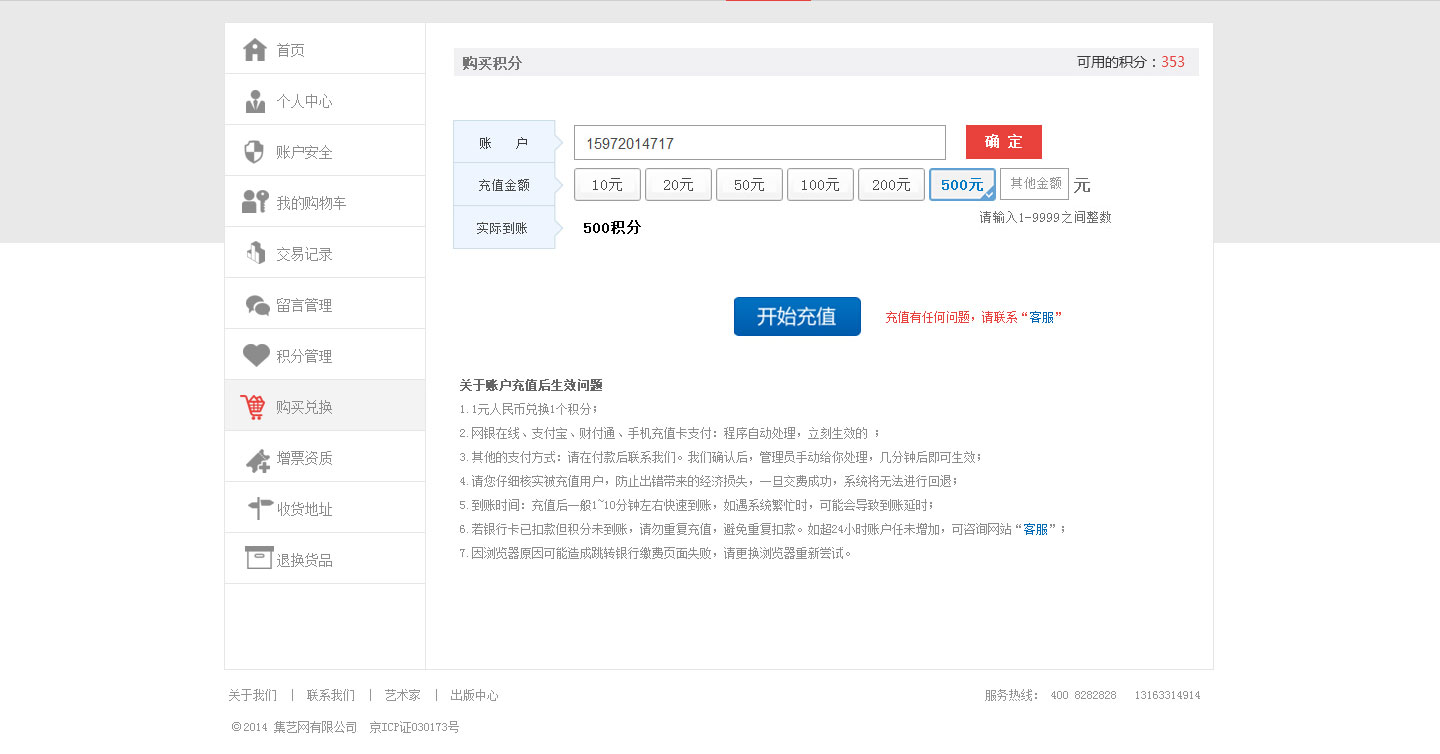 首页
个人中心
账户安全
我的购物车
交易记录
留言管理
积分管理
购买兑换
增票资质
收货地址
退换货品
购买积分 可用的积分：353
账 户 15972014717 确 定
充值金额 10元 20元 50元 100元 200元 500元 其他金额 元
请输入1-9999之间整数
实际到账 500积分
开始充值 充值有任何问题，请联系“客服”
关于账户充值后生效问题
1.1元人民币兑换1个积分；
2.网银在线、支付宝、财付通、手机充值卡支付：程序自动处理，立刻生效的 ；
3.其他的支付方式：请在付款后联系我们。我们确认后，管理员手动给你处理，几分钟后即可生效；
4.请您仔细核实被充值用户，防止出错带来的经济损失，一旦交费成功，系统将无法进行回退；
5.到账时间：充值后一般1~10分钟左右快速到账，如遇系统繁忙时，可能会导致到账延时；
6.若银行卡已扣款但积分未到账，请勿重复充值，避免重复扣款。如超24小时账户任未增加，可咨询网站“客服”；
7.因浏览器原因可能造成跳转银行缴费页面失败，请更换浏览器重新尝试。
关于我们 | 联系我们 | 艺术家 | 出版中心 服务热线： 400 8282828 13163314914
©2014 集艺网有限公司 京ICP证030173号